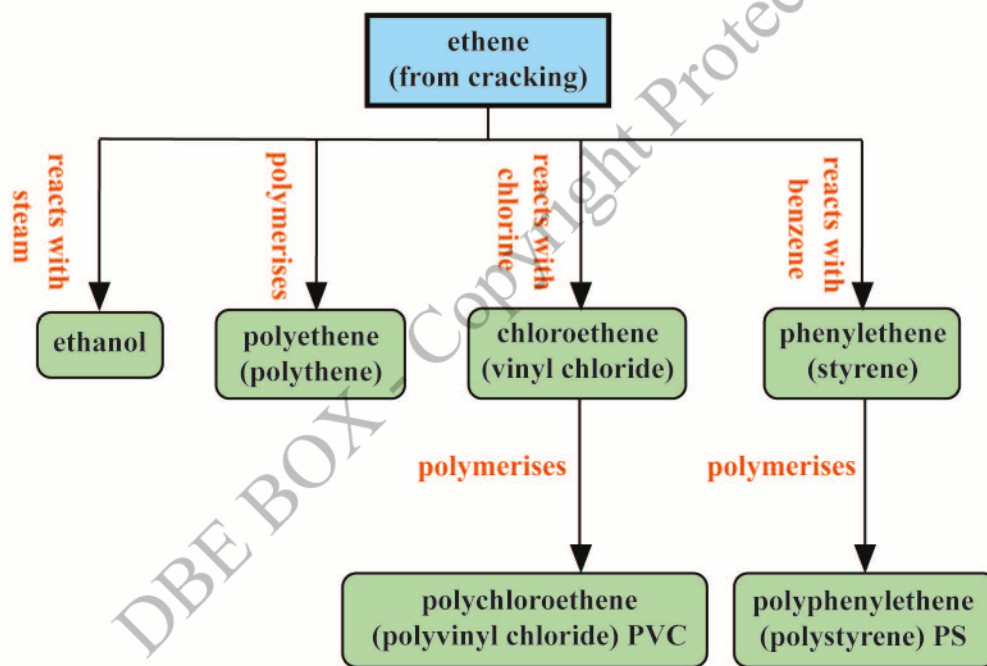 ethene
(from cracking)
reacts with
steam
polymerises
reacts with
chlorine
reacts with
benzene
ethanol
polyethene
(polythene)
chloroethene
(vinyl chloride)
phenylethene
(styrene)
polymerises
polymerises
polychloroethene
(polyvinyl chloride) PVC
polyphenylethene
(polystyrene) PS
DBE BOX - Copyright Protec